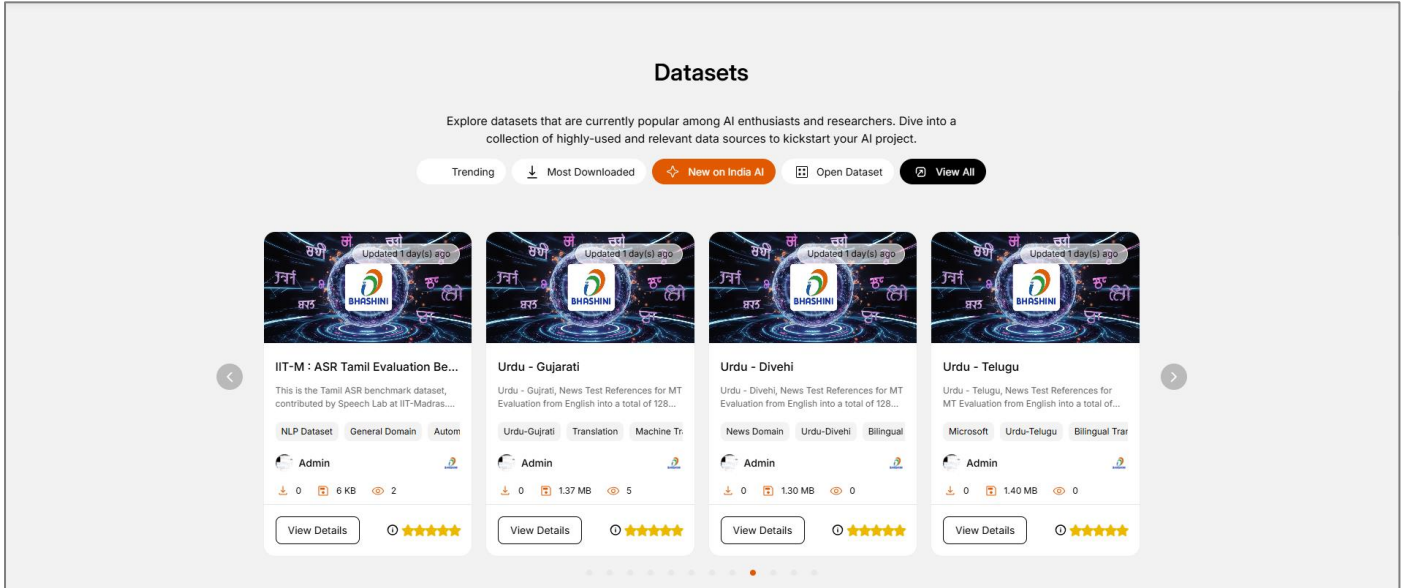 Datasets
Explore datasets that are currently popular among AI enthusiasts and researchers. Dive into a
collection of highly-used and relevant data sources to kickstart your AI project.
Trending
Most Downloaded
New on India AI
Open Dataset
View All
Updated 1 day(s) ago
BHASHINI
IIT-M : ASR Tamil Evaluation Be...
This is the Tamil ASR benchmark dataset,
contributed by Speech Lab at IIT-Madras....
NLP Dataset
General Domain
Autom
Admin
0
6 KB
2
View Details
Updated 1 day(s) ago
BHASHINI
Urdu - Gujarati
Urdu - Gujrati, News Test References for MT
Evaluation from English into a total of 128...
Urdu-Gujrati
Translation
Machine Tr
Admin
0
1.37 MB
5
View Details
Updated 1 day(s) ago
BHASHINI
Urdu - Divehi
Urdu - Divehi, News Test References for MT
Evaluation from English into a total of 128...
News Domain
Urdu-Divehi
Bilingual
Admin
0
1.30 MB
0
View Details
Updated 1 day(s) ago
BHASHINI
Urdu - Telugu
Urdu - Telugu, News Test References for
MT Evaluation from English into a total of...
Microsoft
Urdu-Telugu
Bilingual Trar
Admin
0
1.40 MB
0
View Details